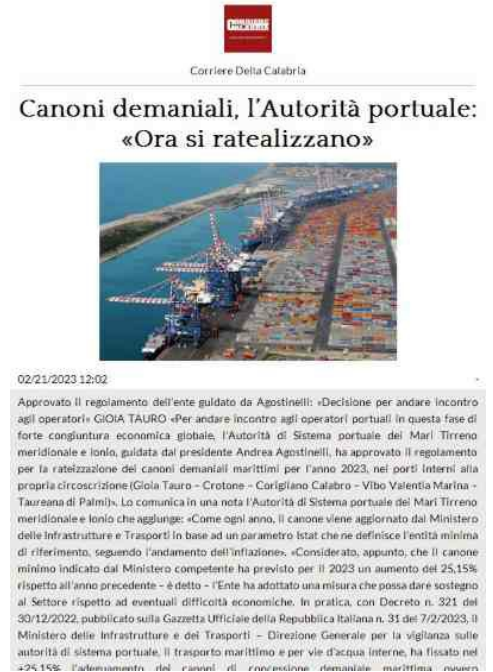 Corriere Della Calabria
Canoni demaniali, l'Autorità portuale:
«Ora si ratealizzano»
02/21/2023 12:02
-
Approvato il regolamento dell'ente guidato da Agostinelli: «Decisione per andare incontro
agli operatori» GIOIA TAURO «Per andare incontro agli operatori portuali in questa fase di
forte congiuntura economica globale, l'Autorità di Sistema portuale dei Mari Tirreno
meridionale e Ionio, guidata dal presidente Andrea Agostinelli, ha approvato il regolamento
per la rateizzazione dei canoni demaniali marittimi per l'anno 2023, nei porti interni alla
propria circoscrizione (Gioia Tauro – Crotone – Corigliano Calabro – Vibo Valentia Marina –
Taureana di Palmi)». Lo comunica in una nota l'Autorità di Sistema portuale dei Mari Tirreno
meridionale e Ionio che aggiunge: «Come ogni anno, il canone viene aggiornato dal Ministero
delle Infrastrutture e Trasporti in base ad un parametro Istat che ne definisce l'entità minima
di riferimento, seguendo l'andamento dell'inflazione». «Considerato, appunto, che il canone
minimo indicato dal Ministero competente ha previsto per il 2023 un aumento del 25,15%
rispetto all'anno precedente – è detto – l'Ente ha adottato una misura che possa dare sostegno
al Settore rispetto ad eventuali difficoltà economiche. In pratica, con Decreto n. 321 del
30/12/2022, pubblicato sulla Gazzetta Ufficiale della Repubblica Italiana n. 31 del 7/2/2023, il
Ministero delle Infrastrutture e dei Trasporti – Direzione Generale per la vigilanza sulle
autorità di sistema portuale, il trasporto marittimo e per vie d'acqua interne, ha fissato nel
+25,15% l'adeguamento dei canoni di concessione demaniale marittima, ovvero